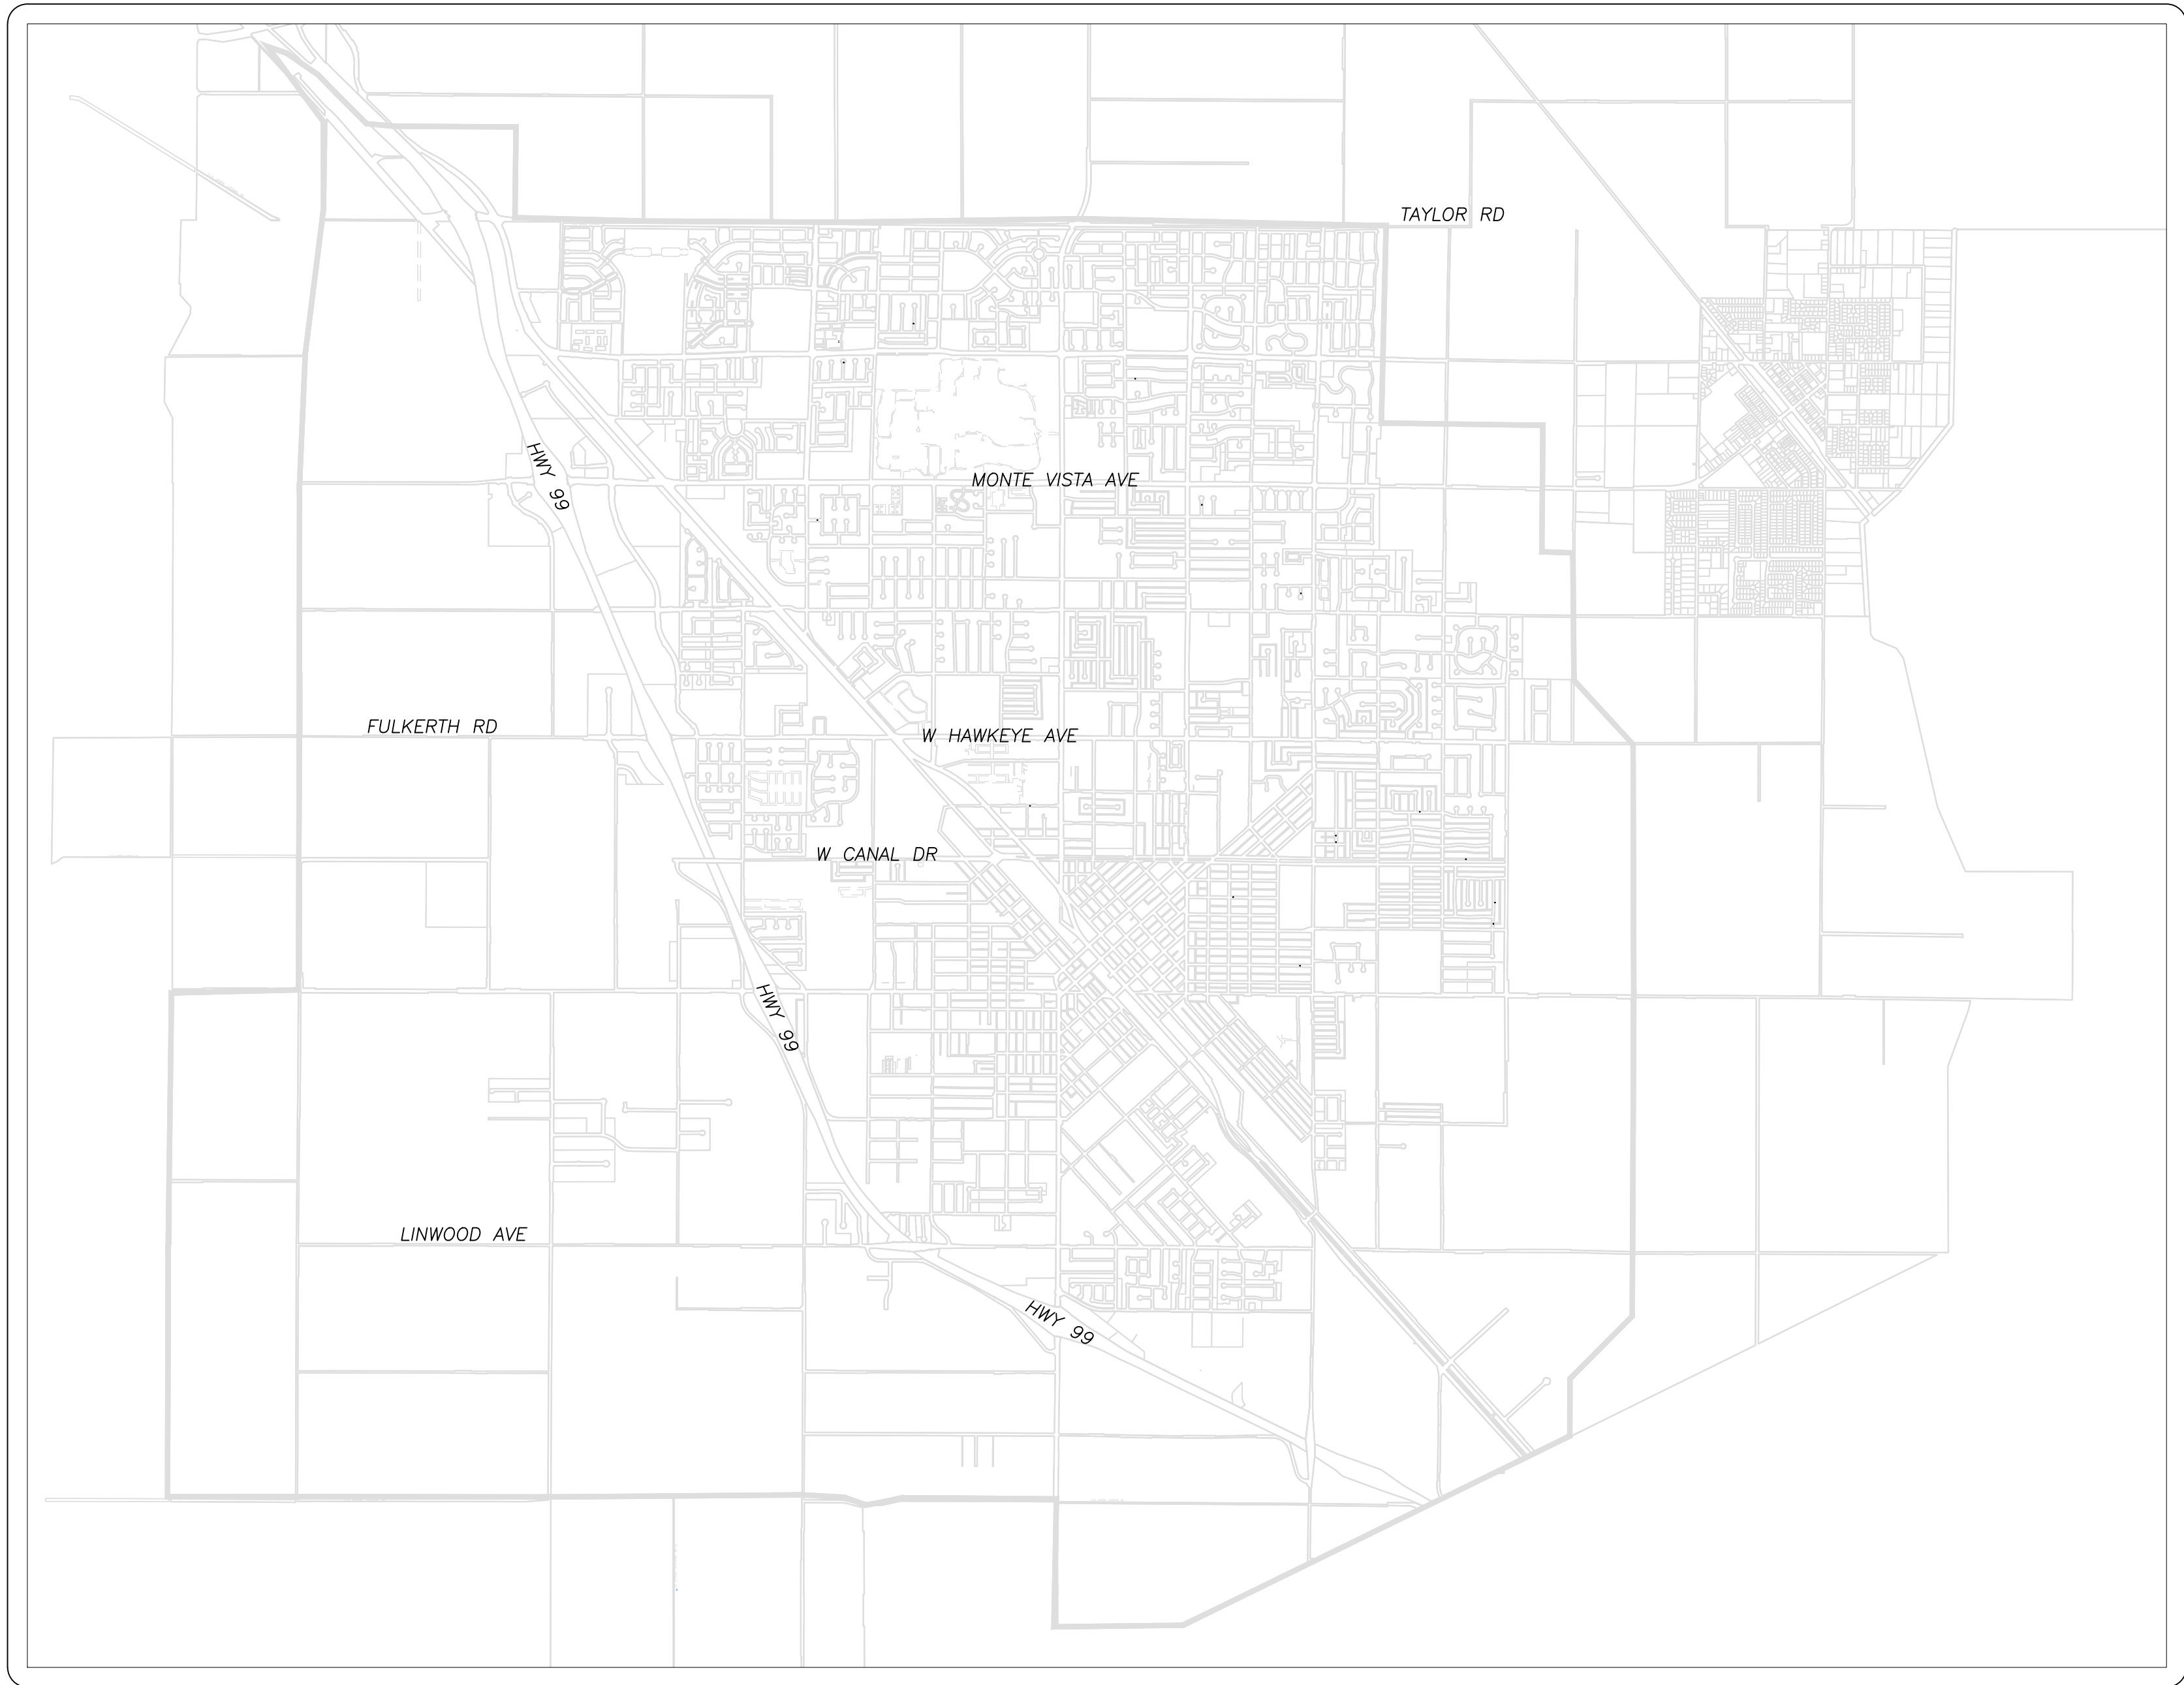 TAYLOR RD
HWY 99
MONTE VISTA AVE
FULKERTH RD
W HAWKEYE AVE
W CANAL DR
HWY 99
LINWOOD AVE
HWY 99